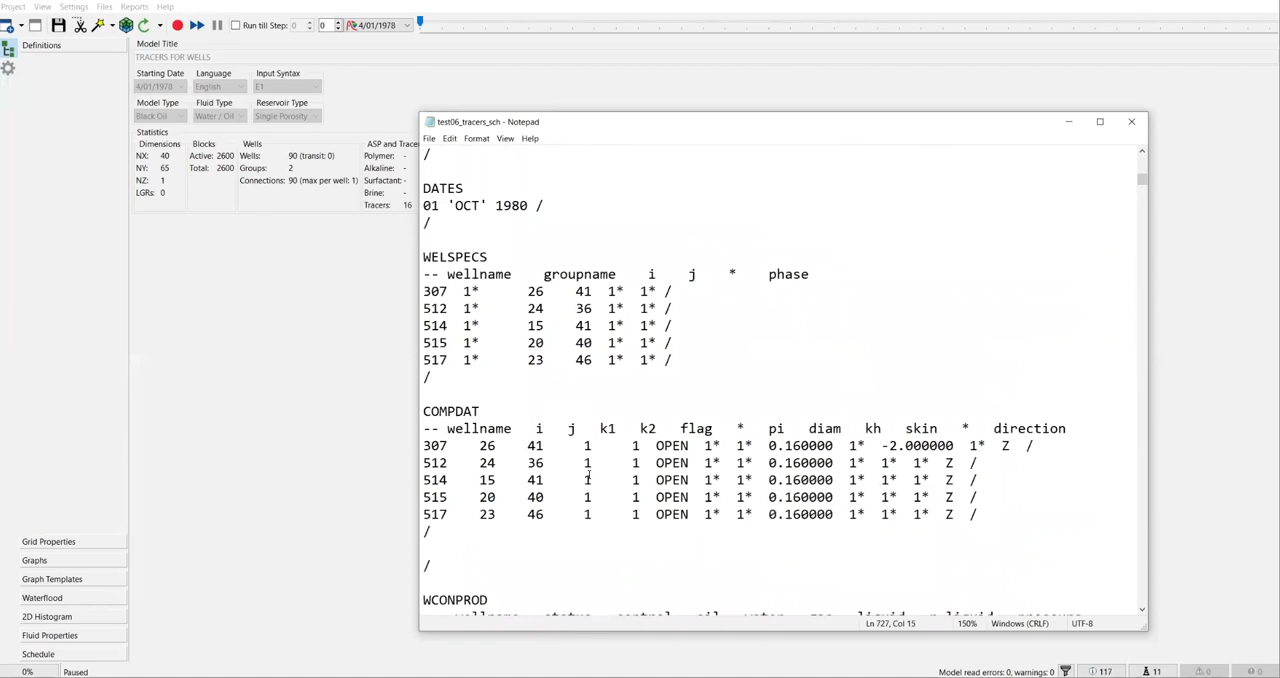 Project View Settings Files Reports Help
Run till Step: 0 0 4/01/1978
Definitions
Model Title
TRACERS FOR WELLS
Starting Date Language Input Syntax
4/01/1978 English E1
Model Type Fluid Type Reservoir Type
Black Oil Water / Oil Single Porosity
Statistics
Dimensions Blocks Wells ASP and Trace
NX: 40 Active: 2600 Wells: 90 (transit: 0) Polymer: -
NY: 65 Total: 2600 Groups: 2 Alkaline: -
NZ: 1 Connections: 90 (max per well: 1) Surfactant: -
LGRs: 0 Brine: -
Tracers: 16
test06_tracers_sch - Notepad
File Edit Format View Help
/
DATES
01 'OCT' 1980 /
/
WELSPECS
-- wellname groupname i j * phase
307 1* 26 41 1* 1* /
512 1* 24 36 1* 1* /
514 1* 15 41 1* 1* /
515 1* 20 40 1* 1* /
517 1* 23 46 1* 1* /
/
COMPDAT
-- wellname i j k1 k2 flag * pi diam kh skin * direction
307 26 41 1 1 OPEN 1* 1* 0.160000 1* -2.000000 1* Z /
512 24 36 1 1 OPEN 1* 1* 0.160000 1* 1* 1* Z /
514 15 41 1 1 OPEN 1* 1* 0.160000 1* 1* 1* Z /
515 20 40 1 1 OPEN 1* 1* 0.160000 1* 1* 1* Z /
517 23 46 1 1 OPEN 1* 1* 0.160000 1* 1* 1* Z /
/
/
WCONPROD
Ln 727, Col 15 150% Windows (CRLF) UTF-8
Grid Properties
Graphs
Graph Templates
Waterflood
2D Histogram
Fluid Properties
Schedule
0% Paused
Model read errors: 0, warnings: 0 117 11 0 0